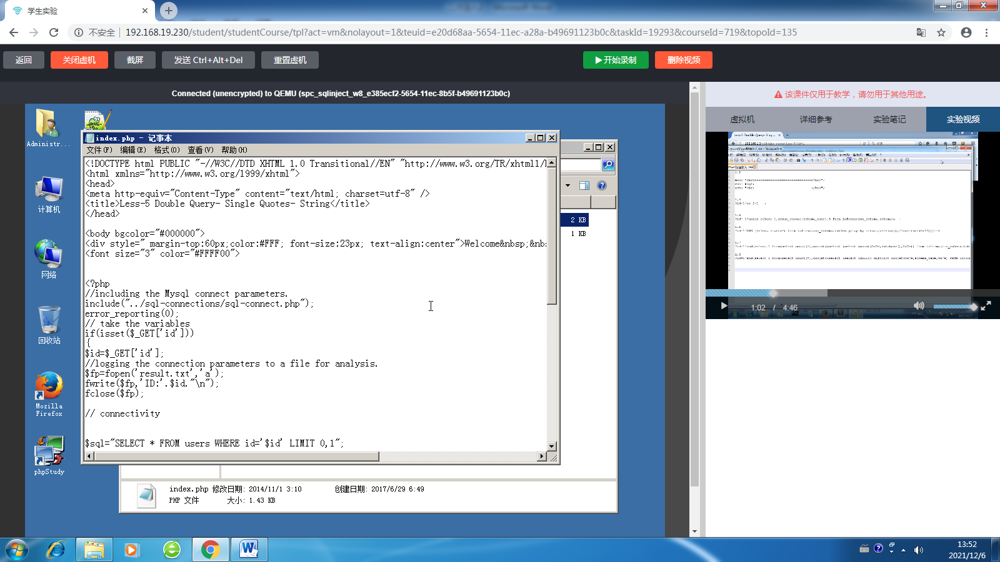 学生实验
不安全 192.168.19.230/student/studentCourse/tpl?act=vm&nolayout=1&teuid=e20d68aa-5654-11ec-a28a-b49691123b0c&taskId=19293&courseId=719&topoId=135
返回 关闭虚机 截屏 发送 Ctrl+Alt+Del 重置虚机 开始录制 删除视频
Connected (unencrypted) to QEMU (spc_sqlinject_w8_e385ecf2-5654-11ec-8b5f-b49691123b0c)
该课件仅用于教学，请勿用于其他用途。
虚拟机 详细参考 实验笔记 实验视频
Administr...
计算机
网络
回收站
Mozilla
Firefox
phpStudy
index.php - 记事本
文件(F) 编辑(E) 格式(O) 查看(V) 帮助(H)
<!DOCTYPE html PUBLIC "-//W3C//DTD XHTML 1.0 Transitional//EN" "http://www.w3.org/TR/xhtml1/
<html xmlns="http://www.w3.org/1999/xhtml">
<head>
<meta http-equiv="Content-Type" content="text/html; charset=utf-8" />
<title>Less-5 Double Query- Single Quotes- String</title>
</head>
<body bgcolor="#000000">
<div style=" margin-top:60px;color:#FFF; font-size:23px; text-align:center">Welcome&nbsp;&nb
<font size="3" color="#FFFF00">
<?php
//including the Mysql connect parameters.
include("../sql-connections/sql-connect.php");
error_reporting(0);
// take the variables
if(isset($_GET['id']))
{
$id=$_GET['id'];
//logging the connection parameters to a file for analysis.
$fp=fopen('result.txt','a');
fwrite($fp,'ID:'.$id."\n");
fclose($fp);
// connectivity
$sql="SELECT * FROM users WHERE id='$id' LIMIT 0,1";
2 KB
1 KB
index.php 修改日期: 2014/11/1 3:10 创建日期: 2017/6/29 6:49
PHP 文件 大小: 1.43 KB
1:02 / 4:46
13:52
2021/12/6